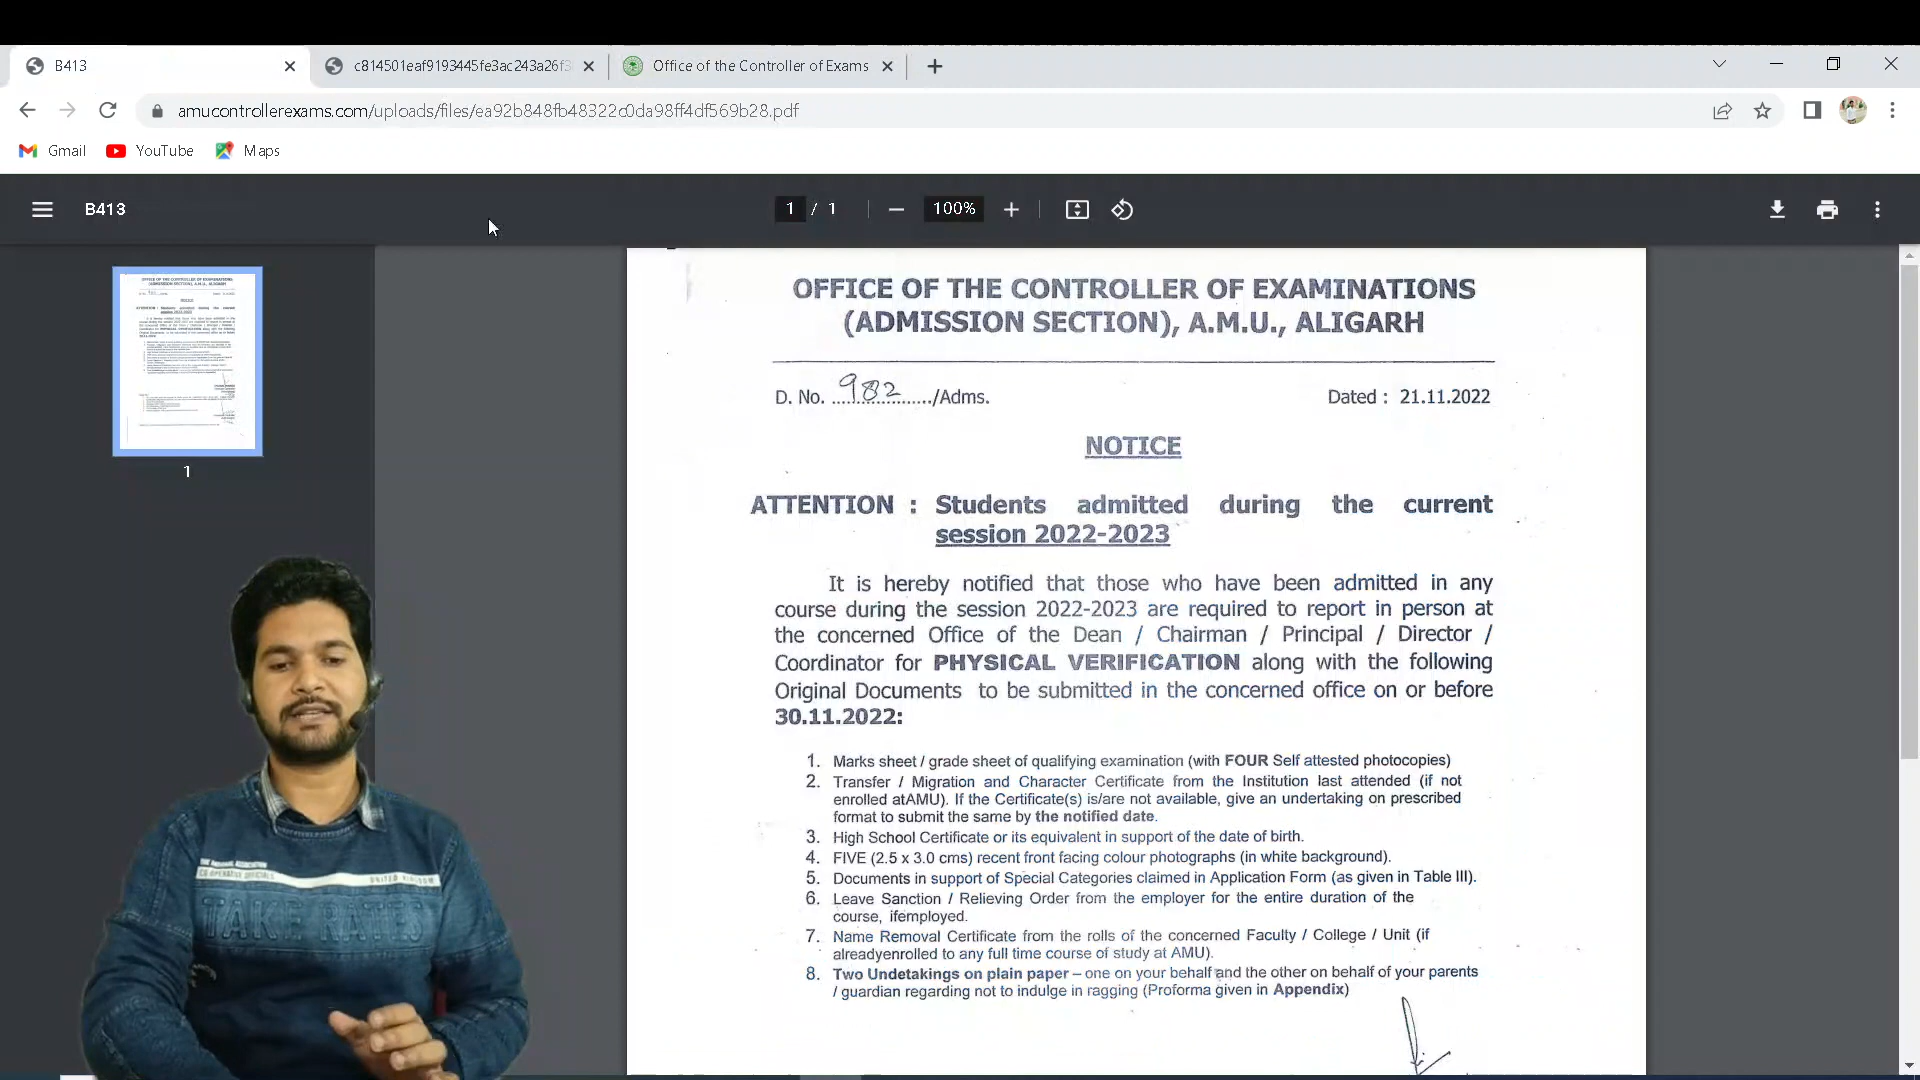 B413
c814501eaf9193445fe3ac243a26f3
Office of the Controller of Exams
amucontrollerexams.com/uploads/files/ea92b848fb48322c0da98ff4df569b28.pdf
Gmail
YouTube
Maps
B413
1 / 1
100%
1
OFFICE OF THE CONTROLLER OF EXAMINATIONS
(ADMISSION SECTION), A.M.U., ALIGARH
D. No. 982/Adms.
Dated : 21.11.2022
NOTICE
ATTENTION : Students admitted during the current
session 2022-2023
It is hereby notified that those who have been admitted in any
course during the session 2022-2023 are required to report in person at
the concerned Office of the Dean / Chairman / Principal / Director /
Coordinator for PHYSICAL VERIFICATION along with the following
Original Documents to be submitted in the concerned office on or before
30.11.2022:
1. Marks sheet / grade sheet of qualifying examination (with FOUR Self attested photocopies)
2. Transfer / Migration and Character Certificate from the Institution last attended (if not
enrolled atAMU). If the Certificate(s) is/are not available, give an undertaking on prescribed
format to submit the same by the notified date.
3. High School Certificate or its equivalent in support of the date of birth.
4. FIVE (2.5 x 3.0 cms) recent front facing colour photographs (in white background).
5. Documents in support of Special Categories claimed in Application Form (as given in Table III).
6. Leave Sanction / Relieving Order from the employer for the entire duration of the
course, ifemployed.
7. Name Removal Certificate from the rolls of the concerned Faculty / College / Unit (if
alreadyenrolled to any full time course of study at AMU).
8. Two Undetakings on plain paper – one on your behalf and the other on behalf of your parents
/ guardian regarding not to indulge in ragging (Proforma given in Appendix)
CO OPERATIVE OFFICIALS
UNITED KINGDOM
TAKE RATES